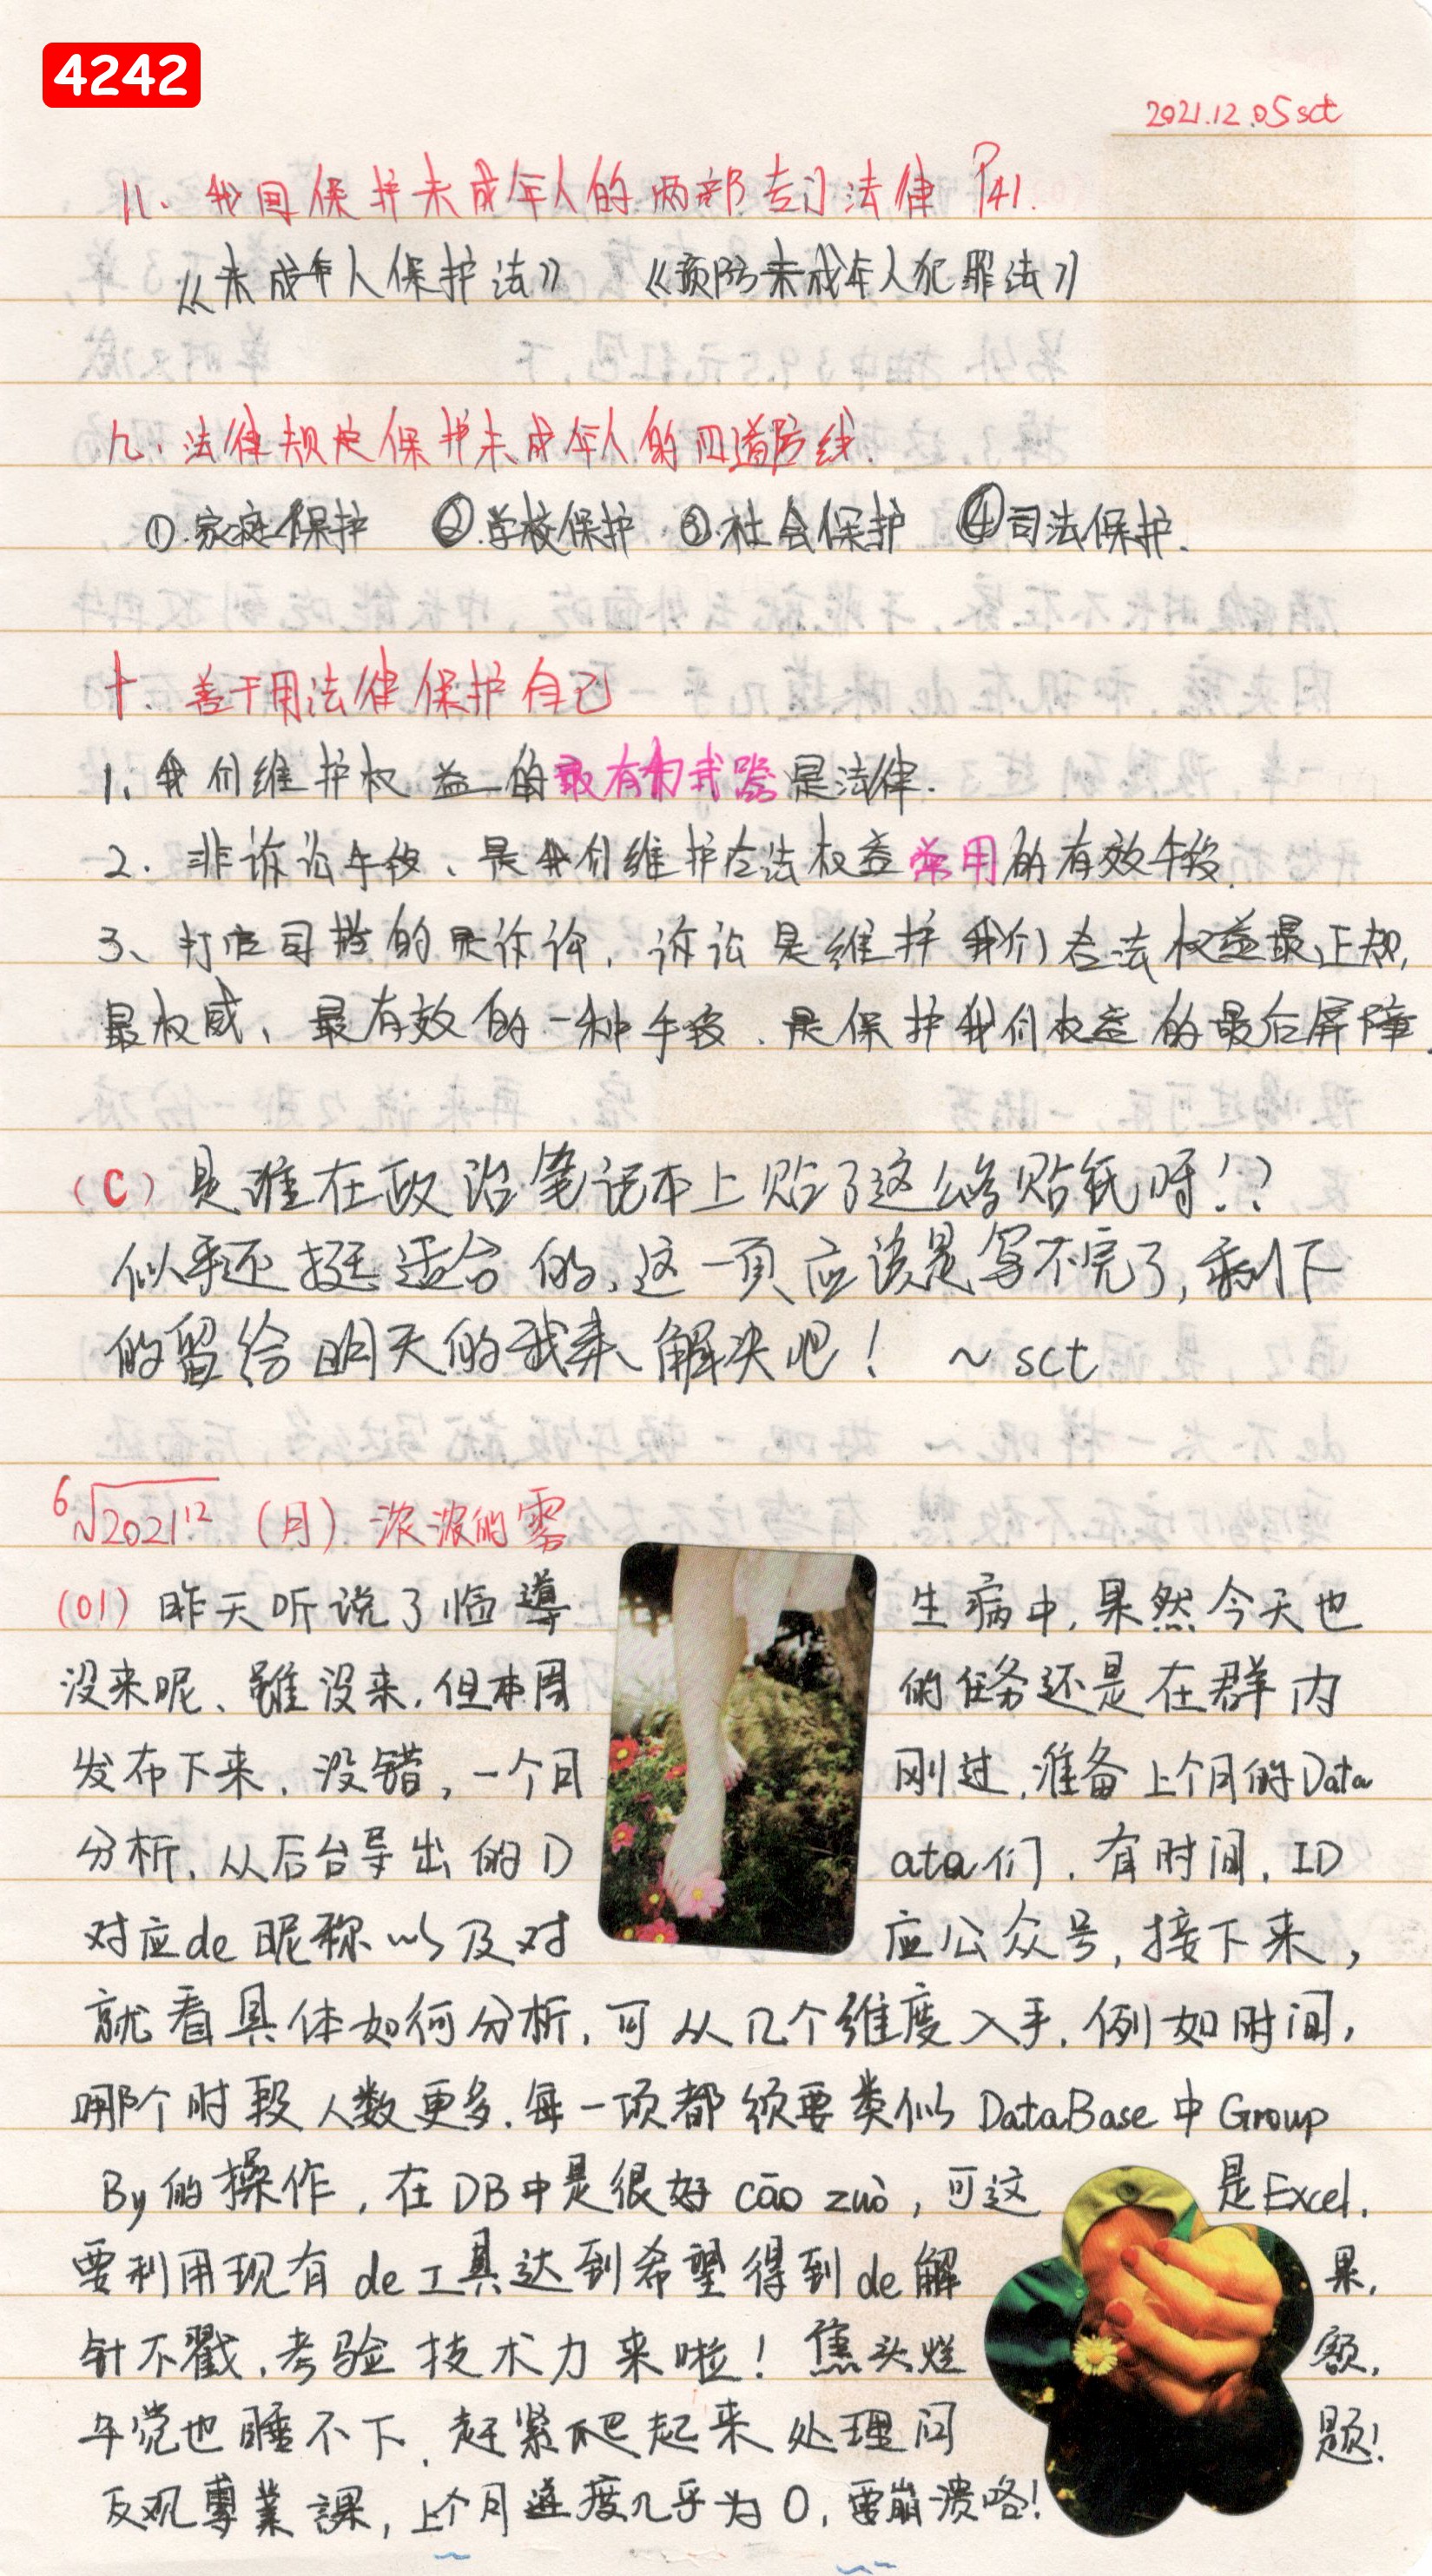 4242
2021.12.05 sct
八、我国保护未成年人的两部专门法律 P41.
《未成年人保护法》 《预防未成年人犯罪法》
九、法律规定保护未成年人的四道防线.
①.家庭保护 ②.学校保护 ③.社会保护 ④司法保护.
十、善于用法律保护自己
1、我们维护权益的最有力武器是法律.
2. 非诉讼手段、是我们维护合法权益常用的有效手段.
3、打官司指的是诉讼,诉讼是维护我们合法权益最正规,
最权威、最有效的一种手段、是保护我们权益的最后屏障.
(C) 是谁在政治笔记本上贴了这么多贴纸呀!?
似乎还挺适合的,这一页应该是写不完了,剩下
的留给明天的我来解决吧! ~sct
⁶√2021¹² (月). 浓浓的雾
(01) 昨天听说了临導生病中,果然今天也
没来呢、虽没来,但本周的任务还是在群内
发布下来.没错,一个月刚过,准备上个月的Data
分析.从后台导出的Data们.有时间,ID
对应de昵称以及对应公众号,接下来,
就看具体如何分析,可从几个维度入手.例如时间,
哪个时段人数更多.每一项都须要类似DataBase中Group
By的操作,在DB中是很好cāo zuò,可这是Excel.
要利用现有de工具达到希望得到de解果,
针不戳,考验技术力来啦!焦头烂额,
午觉也睡不下.赶紧爬起来处理问题!
反观專業課,上个月進度几乎为0,要崩溃咯!